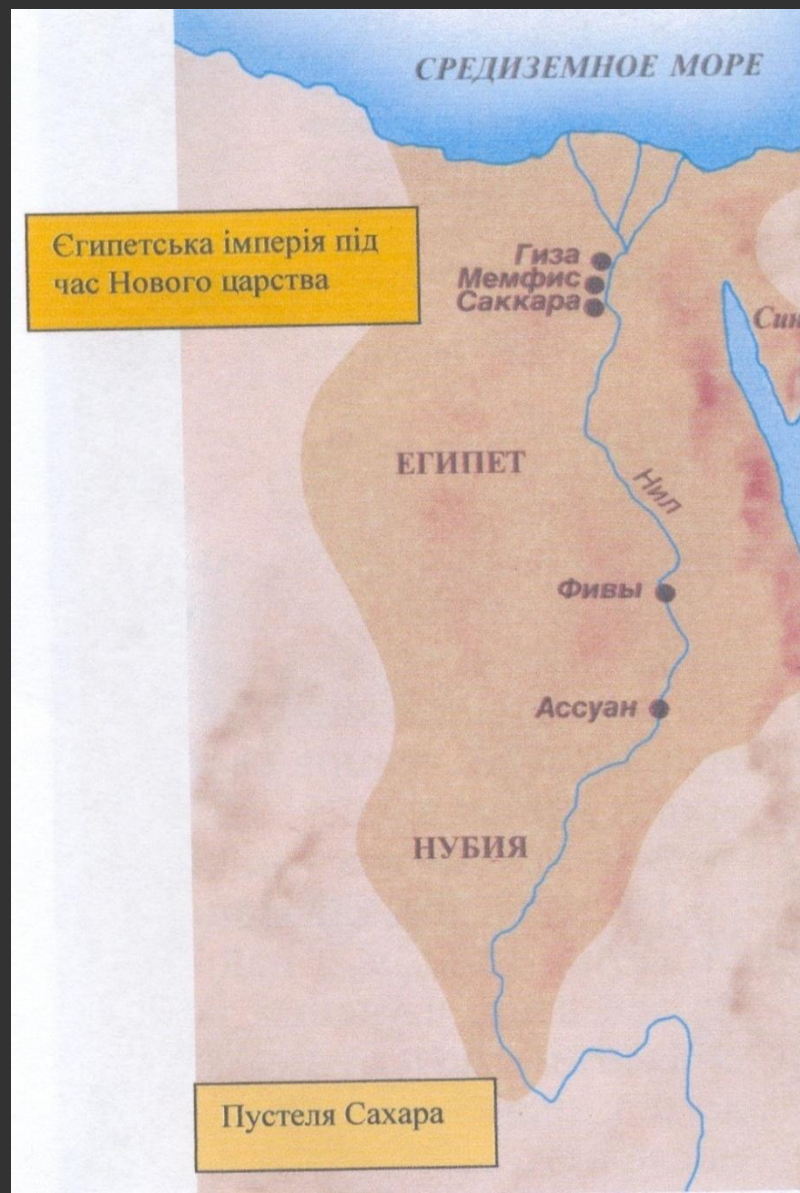 СРЕДИЗЕМНОЕ МОРЕ
Єгипетська імперія під
час Нового царства
Гиза
Мемфис
Саккара
ЕГИПЕТ
Нил
Фивы
Ассуан
НУБИЯ
Пустеля Сахара